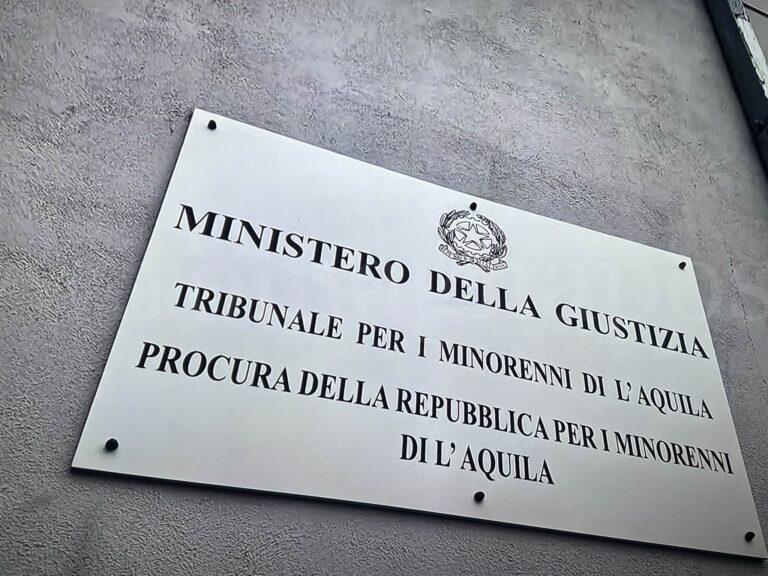 MINISTERO DELLA GIUSTIZIA
TRIBUNALE PER I MINORENNI DI L'AQUILA
PROCURA DELLA REPUBBLICA PER I MINORENNI
DI L'AQUILA